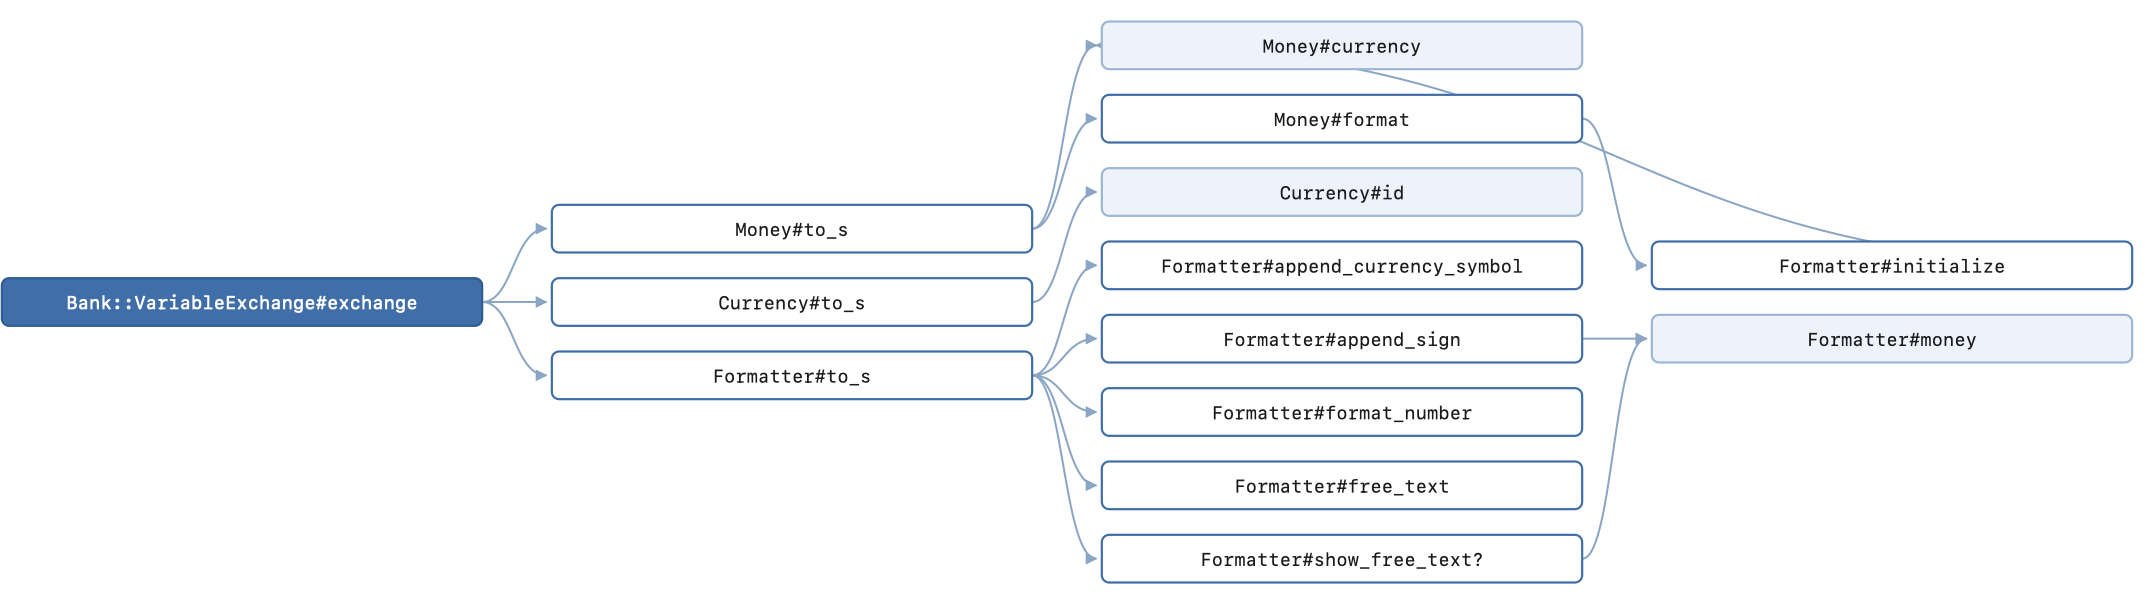 Bank::VariableExchange#exchange
Money#to_s
Currency#to_s
Formatter#to_s
Money#currency
Money#format
Currency#id
Formatter#append_currency_symbol
Formatter#append_sign
Formatter#format_number
Formatter#free_text
Formatter#show_free_text?
Formatter#initialize
Formatter#money